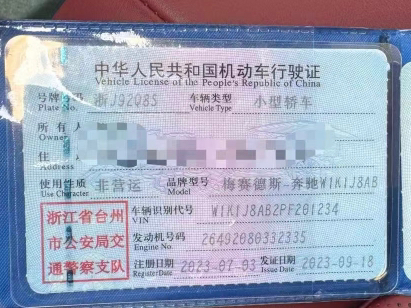 中华人民共和国机动车行驶证
Vehicle License of the People's Republic of China
号牌号码 浙J92085 车辆类型 小型轿车
Plate No. Vehicle Type
所有人
Owner
住
Address
使用性质 非营运 品牌型号 梅赛德斯-奔驰W1K1J8AB
Use Character Model
浙江省台州
市公安局交
通警察支队
车辆识别代号 W1K1J8AB2PF201234
VIN
发动机号码 26492080332335
Engine No.
注册日期 2023-07-03 发证日期 2023-09-18
Register Date Issue Date